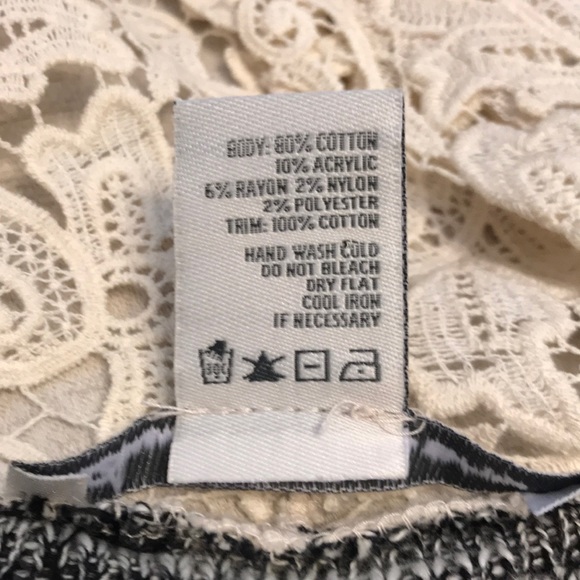 BODY: 80% COTTON
10% ACRYLIC
6% RAYON 2% NYLON
2% POLYESTER
TRIM: 100% COTTON
HAND WASH COLD
DO NOT BLEACH
DRY FLAT
COOL IRON
IF NECESSARY
30C